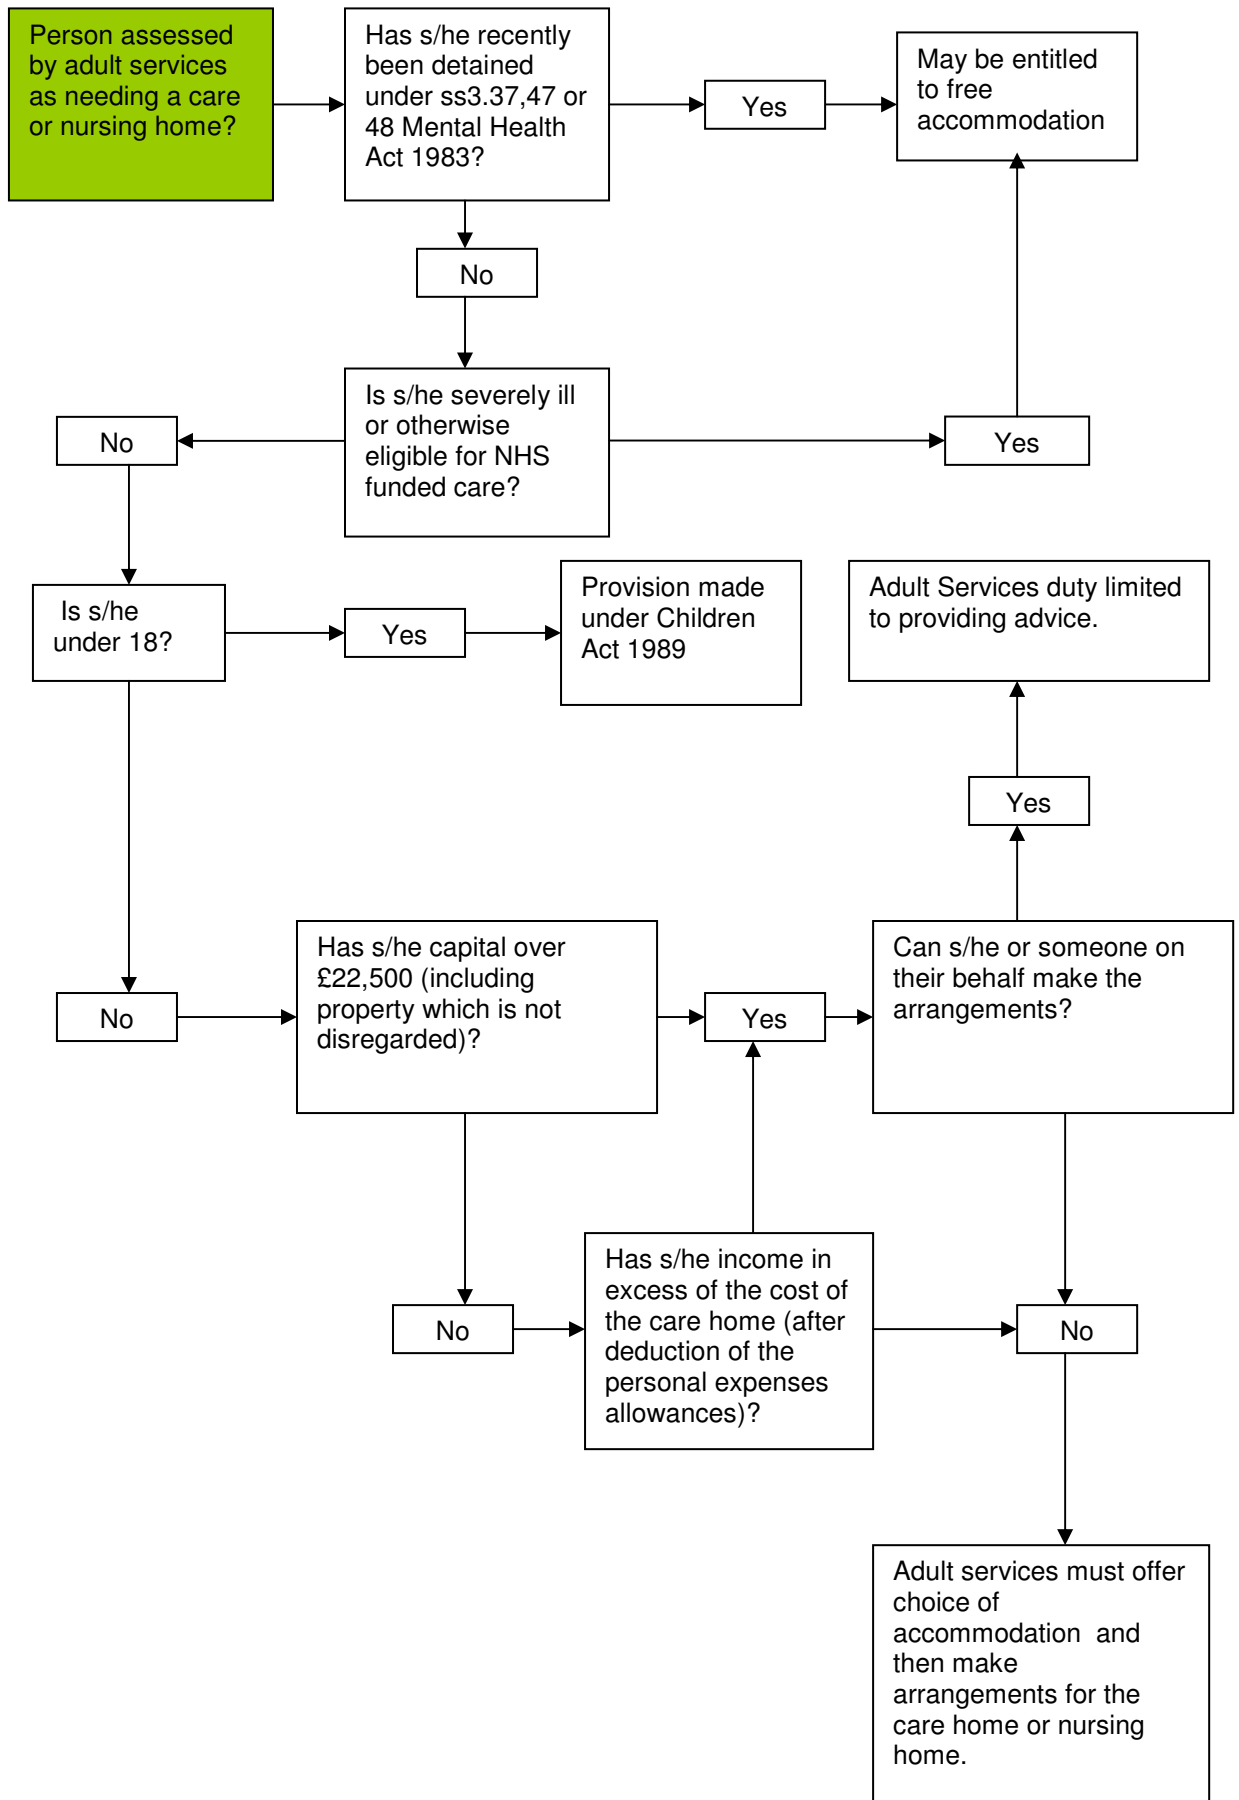 Person assessed
by adult services
as needing a care
or nursing home?
Has s/he recently
been detained
under ss3.37,47 or
48 Mental Health
Act 1983?
Yes
May be entitled
to free
accommodation
No
Is s/he severely ill
or otherwise
eligible for NHS
funded care?
No
Yes
Is s/he
under 18?
Yes
Provision made
under Children
Act 1989
Adult Services duty limited
to providing advice.
Yes
No
Has s/he capital over
£22,500 (including
property which is not
disregarded)?
Yes
Can s/he or someone on
their behalf make the
arrangements?
No
Has s/he income in
excess of the cost of
the care home (after
deduction of the
personal expenses
allowances)?
No
Adult services must offer
choice of
accommodation  and
then make
arrangements for the
care home or nursing
home.